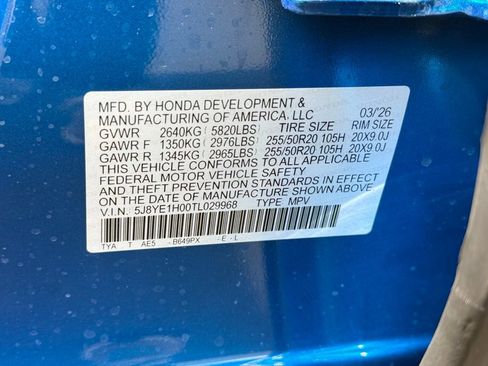 MFD. BY HONDA DEVELOPMENT &
MANUFACTURING OF AMERICA, LLC 03/'26
GVWR 2640KG (5820LBS) TIRE SIZE RIM SIZE
GAWR F 1350KG (2976LBS) 255/50R20 105H 20X9.0J
GAWR R 1345KG (2965LBS) 255/50R20 105H 20X9.0J
THIS VEHICLE CONFORMS TO ALL APPLICABLE
FEDERAL MOTOR VEHICLE SAFETY
AND THEFT PREVENTION STANDARDS IN EFFECT
ON THE DATE OF MANUFACTURE SHOWN ABOVE.
V.I.N. 5J8YE1H00TL029968 TYPE MPV
TYA . T AE5 - B649PX - E - L